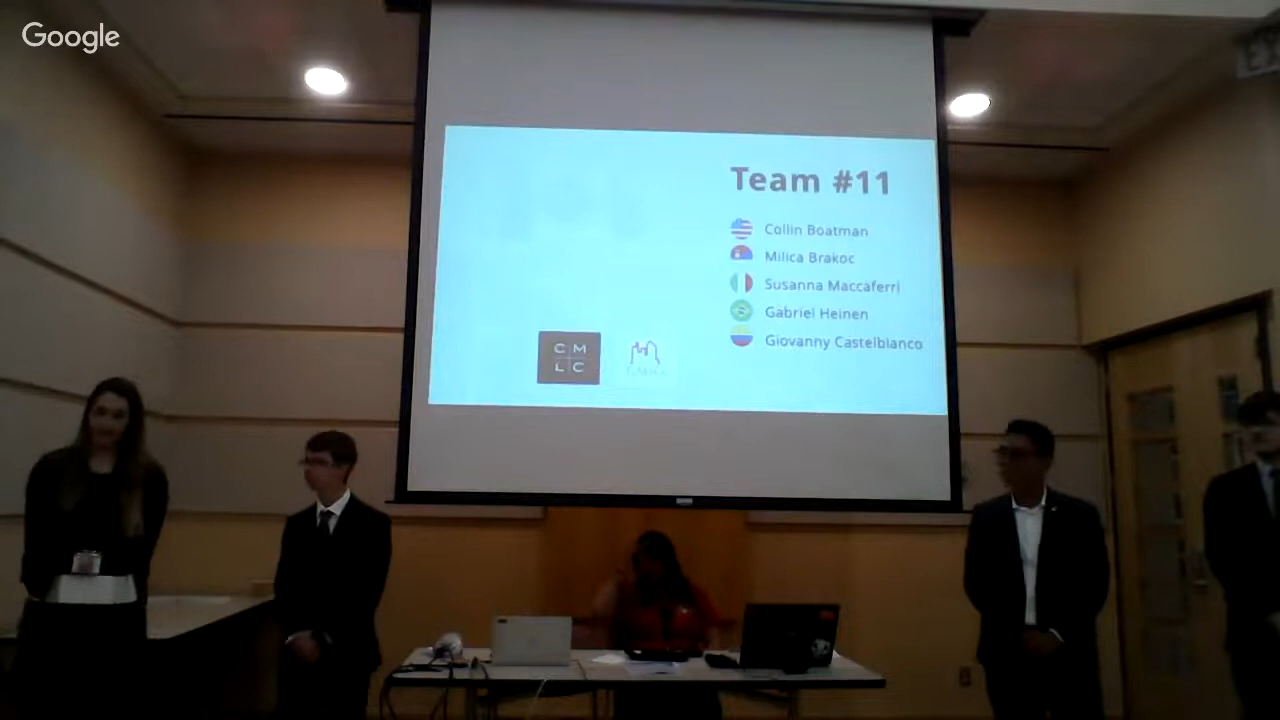 Google
Team #11
Collin Boatman
Milica Brakoc
Susanna Maccaferri
Gabriel Heinen
Giovanny Castelblanco
C M
L C